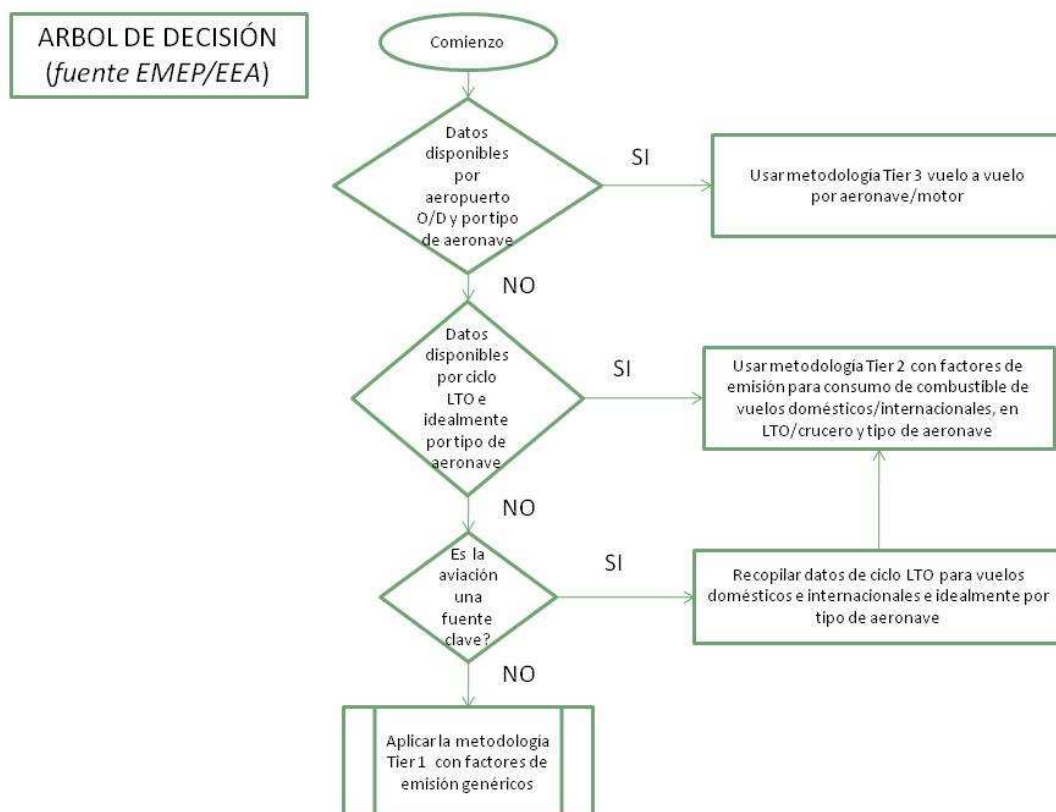 ARBOL DE DECISIÓN
(fuente EMEP/EEA)
Comienzo
Datos
disponibles
por
aeropuerto
O/D y por tipo
de aeronave
SI
Usar metodología Tier 3 vuelo a vuelo
por aeronave/motor
NO
Datos
disponibles
por ciclo
LTO e
idealmente
por tipo de
aeronave
SI
Usar metodología Tier 2 con factores de
emisión para consumo de combustible de
vuelos domésticos/internacionales, en
LTO/crucero y tipo de aeronave
NO
Es la
aviación
una
fuente
clave?
SI
Recopilar datos de ciclo LTO para vuelos
domésticos e internacionales e idealmente por
tipo de aeronave
NO
Aplicar la metodología
Tier 1 con factores de
emisión genéricos